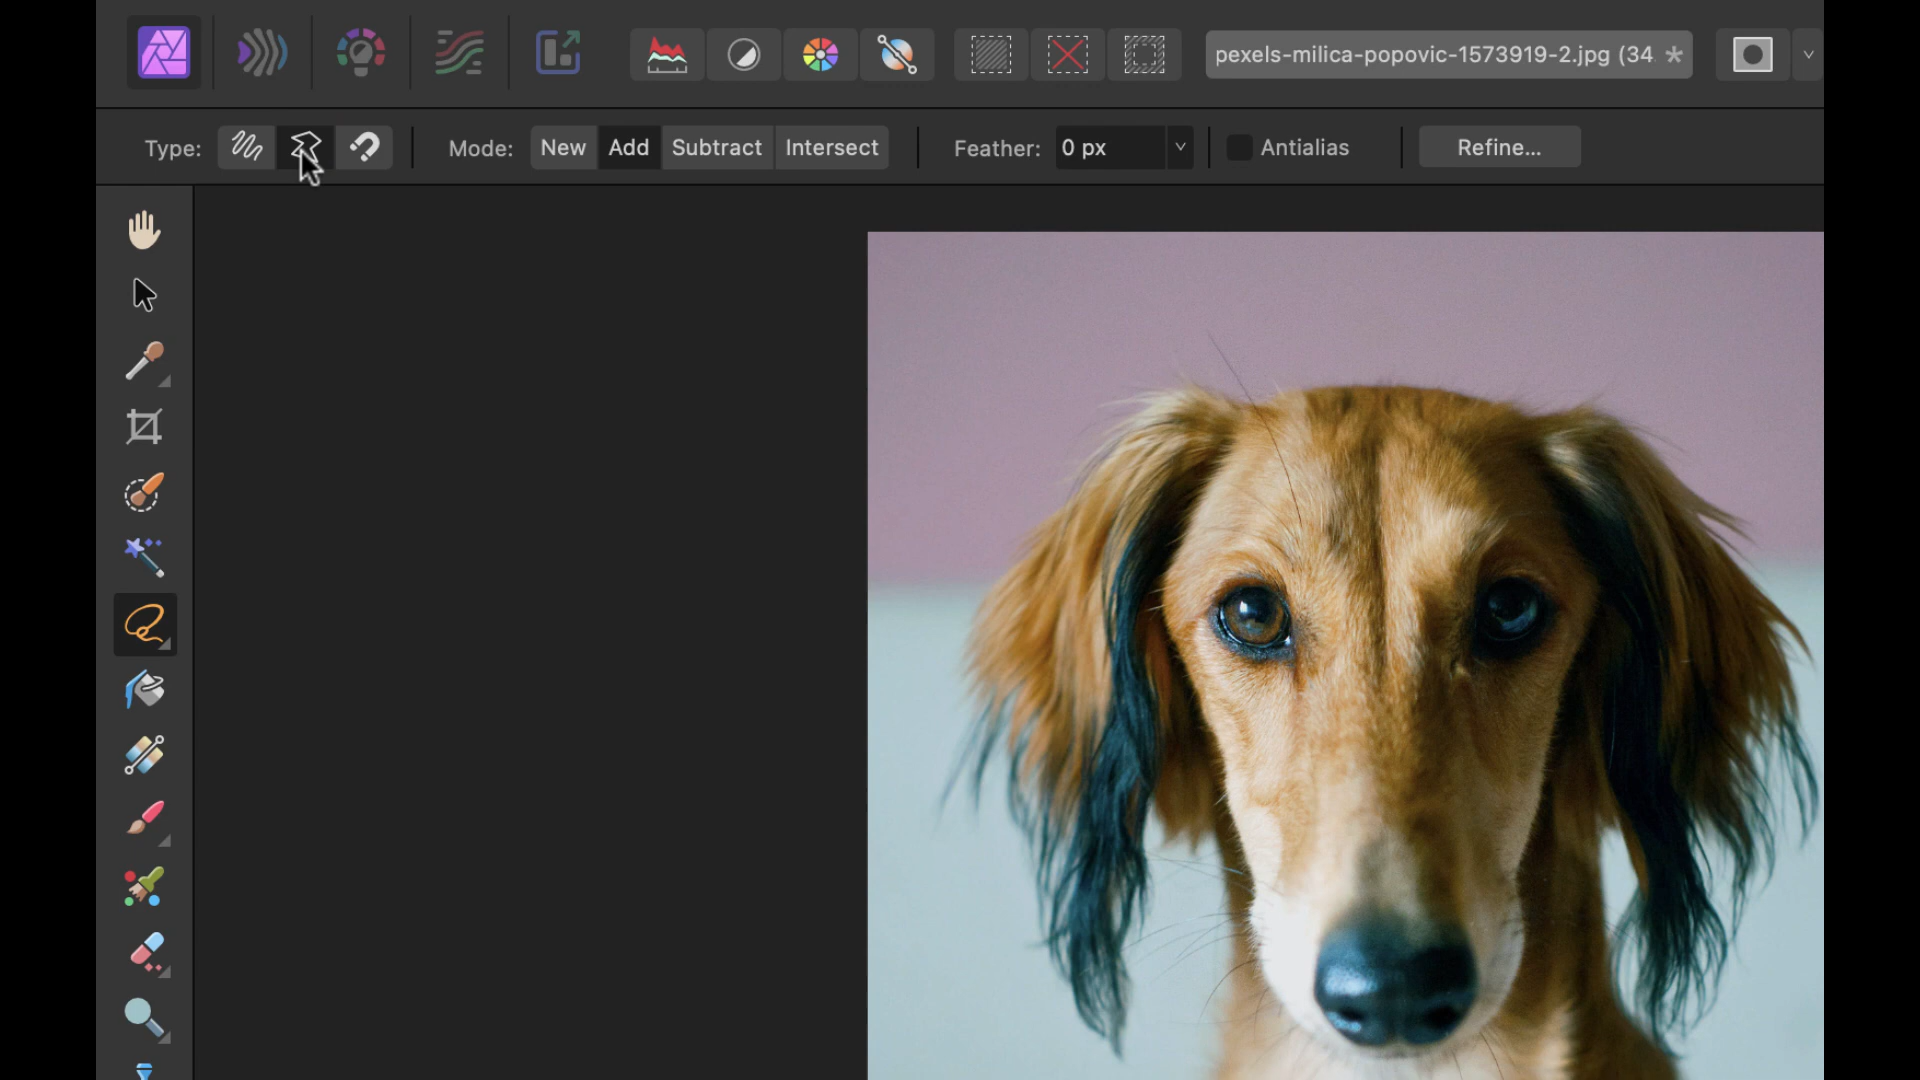 pexels-milica-popovic-1573919-2.jpg (34
Type: Mode: New Add Subtract Intersect Feather: 0 px Antialias Refine...